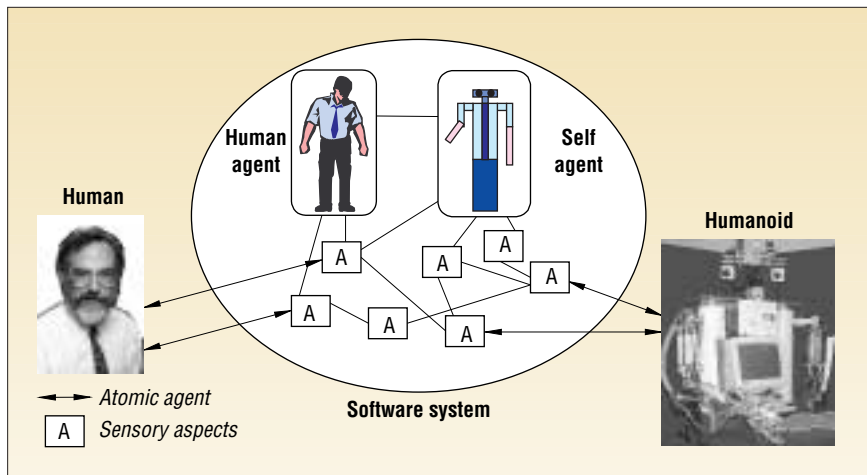 Human
agent
Self
agent
Human
Humanoid
A
A
A
A
A
A
A
Software system
Atomic agent
A
Sensory aspects